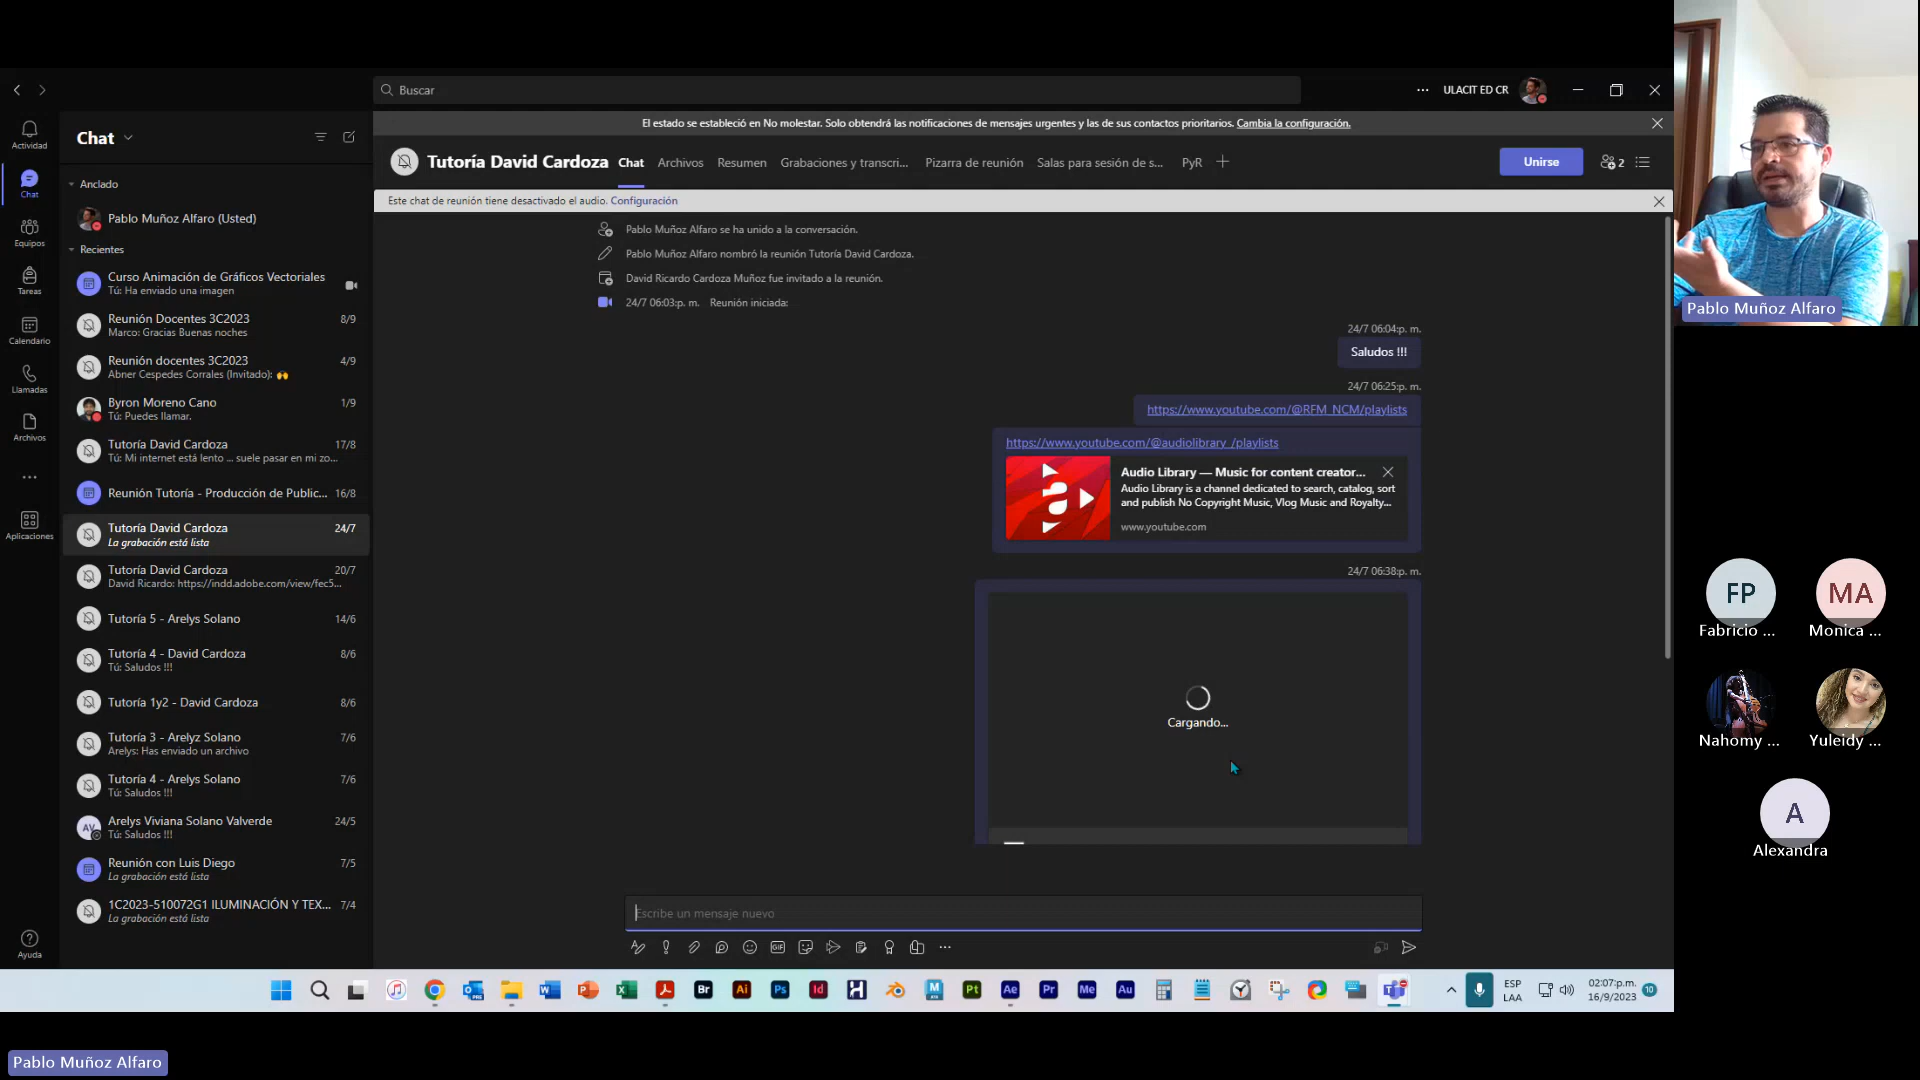 Buscar
ULACIT ED CR
El estado se estableció en No molestar. Solo obtendrá las notificaciones de mensajes urgentes y las de sus contactos prioritarios. Cambia la configuración.
Actividad
Chat
Equipos
Tareas
Calendario
Llamadas
Archivos
Aplicaciones
Ayuda
Chat
Anclado
Pablo Muñoz Alfaro (Usted)
Recientes
Curso Animación de Gráficos Vectoriales
Tú: Ha enviado una imagen
Reunión Docentes 3C2023 8/9
Marco: Gracias Buenas noches
Reunión docentes 3C2023 4/9
Abner Cespedes Corrales (Invitado): 🙌
Byron Moreno Cano 1/9
Tú: Puedes llamar.
Tutoría David Cardoza 17/8
Tú: Mi internet está lento ... suele pasar en mi zo...
Reunión Tutoría - Producción de Public... 16/8
Tutoría David Cardoza 24/7
La grabación está lista
Tutoría David Cardoza 20/7
David Ricardo: https://indd.adobe.com/view/fec5...
Tutoría 5 - Arelys Solano 14/6
Tutoría 4 - David Cardoza 8/6
Tú: Saludos !!!
Tutoría 1y2 - David Cardoza 8/6
Tutoría 3 - Arelyz Solano 7/6
Arelys: Has enviado un archivo
Tutoría 4 - Arelys Solano 7/6
Tú: Saludos !!!
AV
Arelys Viviana Solano Valverde 24/5
Tú: Saludos !!!
Reunión con Luis Diego 7/5
La grabación está lista
1C2023-510072G1 ILUMINACIÓN Y TEX... 7/4
La grabación está lista
Tutoría David Cardoza Chat Archivos Resumen Grabaciones y transcri... Pizarra de reunión Salas para sesión de s... PyR
Unirse
2
Este chat de reunión tiene desactivado el audio. Configuración
Pablo Muñoz Alfaro se ha unido a la conversación.
Pablo Muñoz Alfaro nombró la reunión Tutoría David Cardoza.
David Ricardo Cardoza Muñoz fue invitado a la reunión.
24/7 06:03:p. m. Reunión iniciada:
24/7 06:04:p. m.
Saludos !!!
24/7 06:25:p. m.
https://www.youtube.com/@RFM_NCM/playlists
https://www.youtube.com/@audiolibrary_/playlists
Audio Library — Music for content creator...
Audio Library is a channel dedicated to search, catalog, sort
and publish No Copyright Music, Vlog Music and Royalty...
www.youtube.com
24/7 06:38:p. m.
Cargando...
Escribe un mensaje nuevo
GIF
Br Ai Ps Id Pt Ae Pr Me Au
ESP
LAA
02:07:p.m.
16/9/2023
10
Pablo Muñoz Alfaro
FP
Fabricio ...
MA
Monica ...
Nahomy ...
Yuleidy ...
A
Alexandra
Pablo Muñoz Alfaro